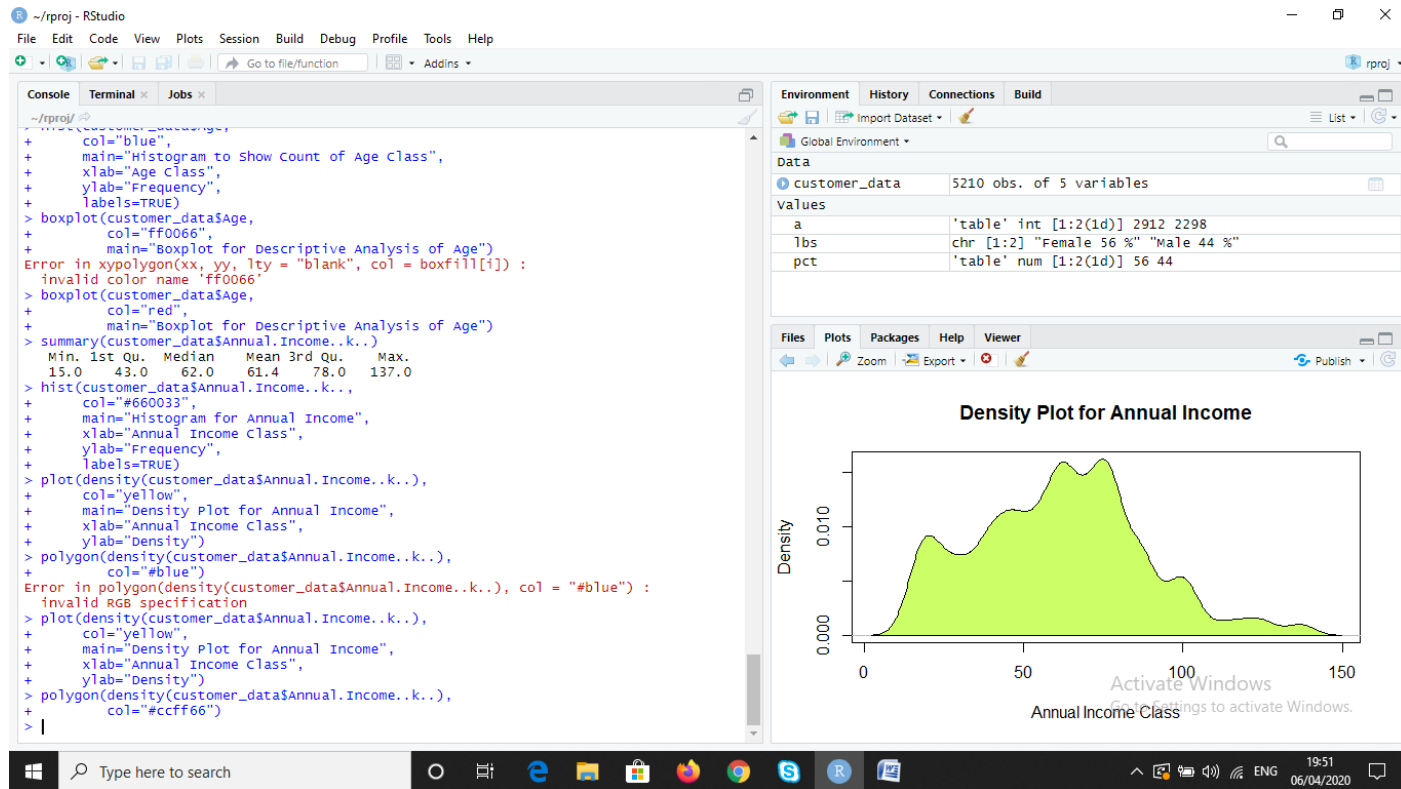 ~/rproj - RStudio
File Edit Code View Plots Session Build Debug Profile Tools Help
Go to file/function
Addins
rproj
Console Terminal Jobs
~/rproj/
> hist(customer_data$Age,
+ col="blue",
+ main="Histogram to Show Count of Age Class",
+ xlab="Age Class",
+ ylab="Frequency",
+ labels=TRUE)
> boxplot(customer_data$Age,
+ col="ff0066",
+ main="Boxplot for Descriptive Analysis of Age")
Error in xypolygon(xx, yy, lty = "blank", col = boxfill[i]) :
invalid color name 'ff0066'
> boxplot(customer_data$Age,
+ col="red",
+ main="Boxplot for Descriptive Analysis of Age")
> summary(customer_data$Annual.Income..k..)
Min. 1st Qu. Median Mean 3rd Qu. Max.
15.0 43.0 62.0 61.4 78.0 137.0
> hist(customer_data$Annual.Income..k..,
+ col="#660033",
+ main="Histogram for Annual Income",
+ xlab="Annual Income Class",
+ ylab="Frequency",
+ labels=TRUE)
> plot(density(customer_data$Annual.Income..k..),
+ col="yellow",
+ main="Density Plot for Annual Income",
+ xlab="Annual Income Class",
+ ylab="Density")
> polygon(density(customer_data$Annual.Income..k..),
+ col="#blue")
Error in polygon(density(customer_data$Annual.Income..k..), col = "#blue") :
invalid RGB specification
> plot(density(customer_data$Annual.Income..k..),
+ col="yellow",
+ main="Density Plot for Annual Income",
+ xlab="Annual Income Class",
+ ylab="Density")
> polygon(density(customer_data$Annual.Income..k..),
+ col="#ccff66")
>
Environment History Connections Build
Import Dataset
List
Global Environment
Data
customer_data 5210 obs. of 5 variables
Values
a 'table' int [1:2(1d)] 2912 2298
lbs chr [1:2] "Female 56 %" "Male 44 %"
pct 'table' num [1:2(1d)] 56 44
Files Plots Packages Help Viewer
Zoom Export Publish
Density Plot for Annual Income
Density
0.010
0.000
0 50 100 150
Annual Income Class
Activate Windows
Go to Settings to activate Windows.
Type here to search
ENG
19:51
06/04/2020